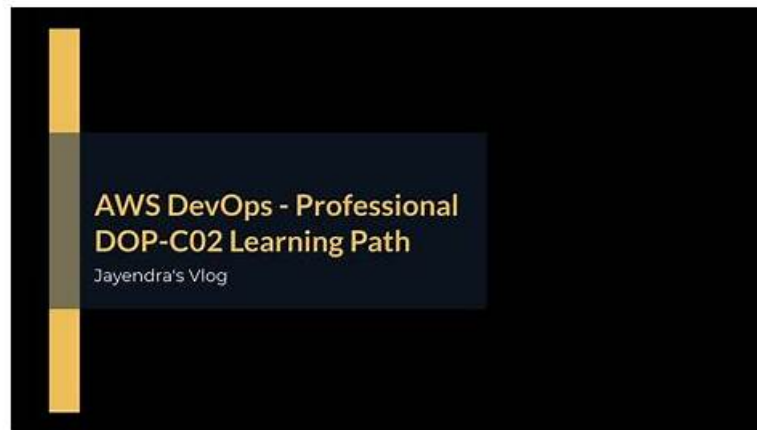 AWS DevOps - Professional
DOP-C02 Learning Path
Jayendra's Vlog